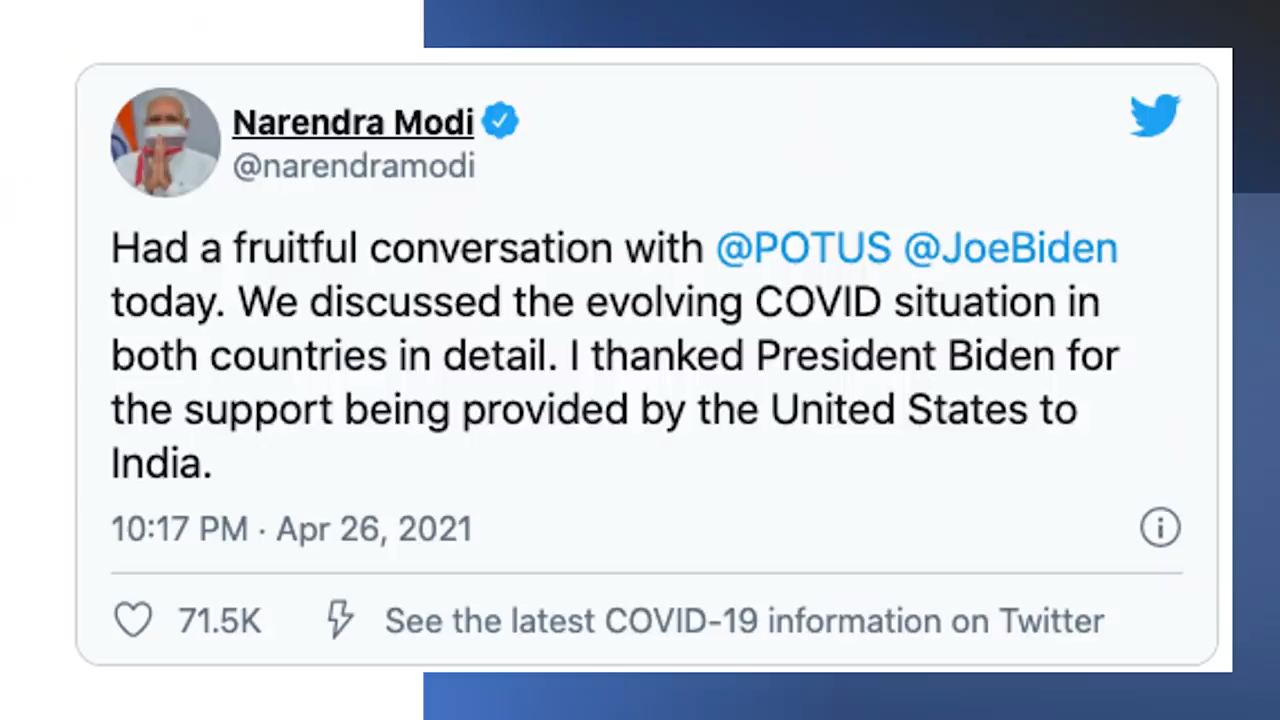 Narendra Modi
@narendramodi
Had a fruitful conversation with @POTUS @JoeBiden
today. We discussed the evolving COVID situation in
both countries in detail. I thanked President Biden for
the support being provided by the United States to
India.
10:17 PM · Apr 26, 2021
71.5K See the latest COVID-19 information on Twitter